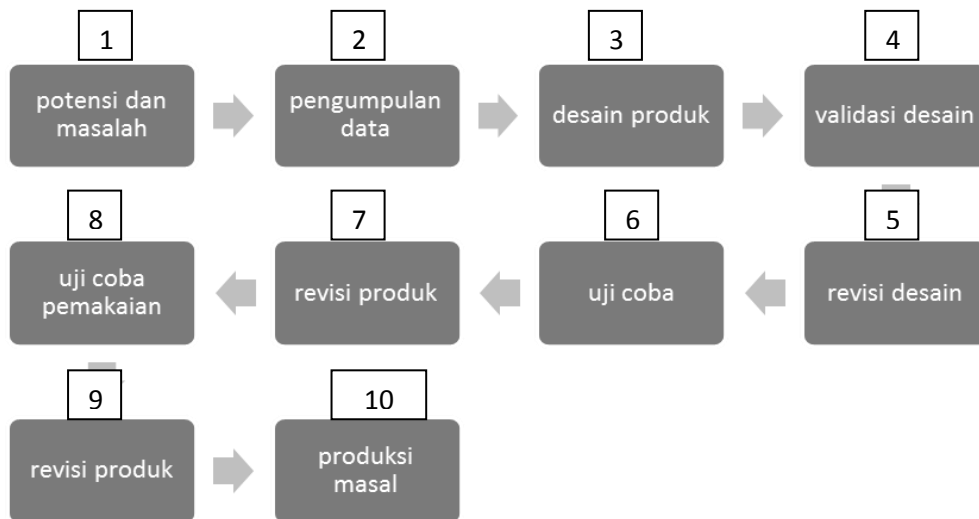 1
potensi dan
masalah
2
pengumpulan
data
3
desain produk
4
validasi desain
5
revisi desain
6
uji coba
7
revisi produk
8
uji coba
pemakaian
9
revisi produk
10
produksi
masal